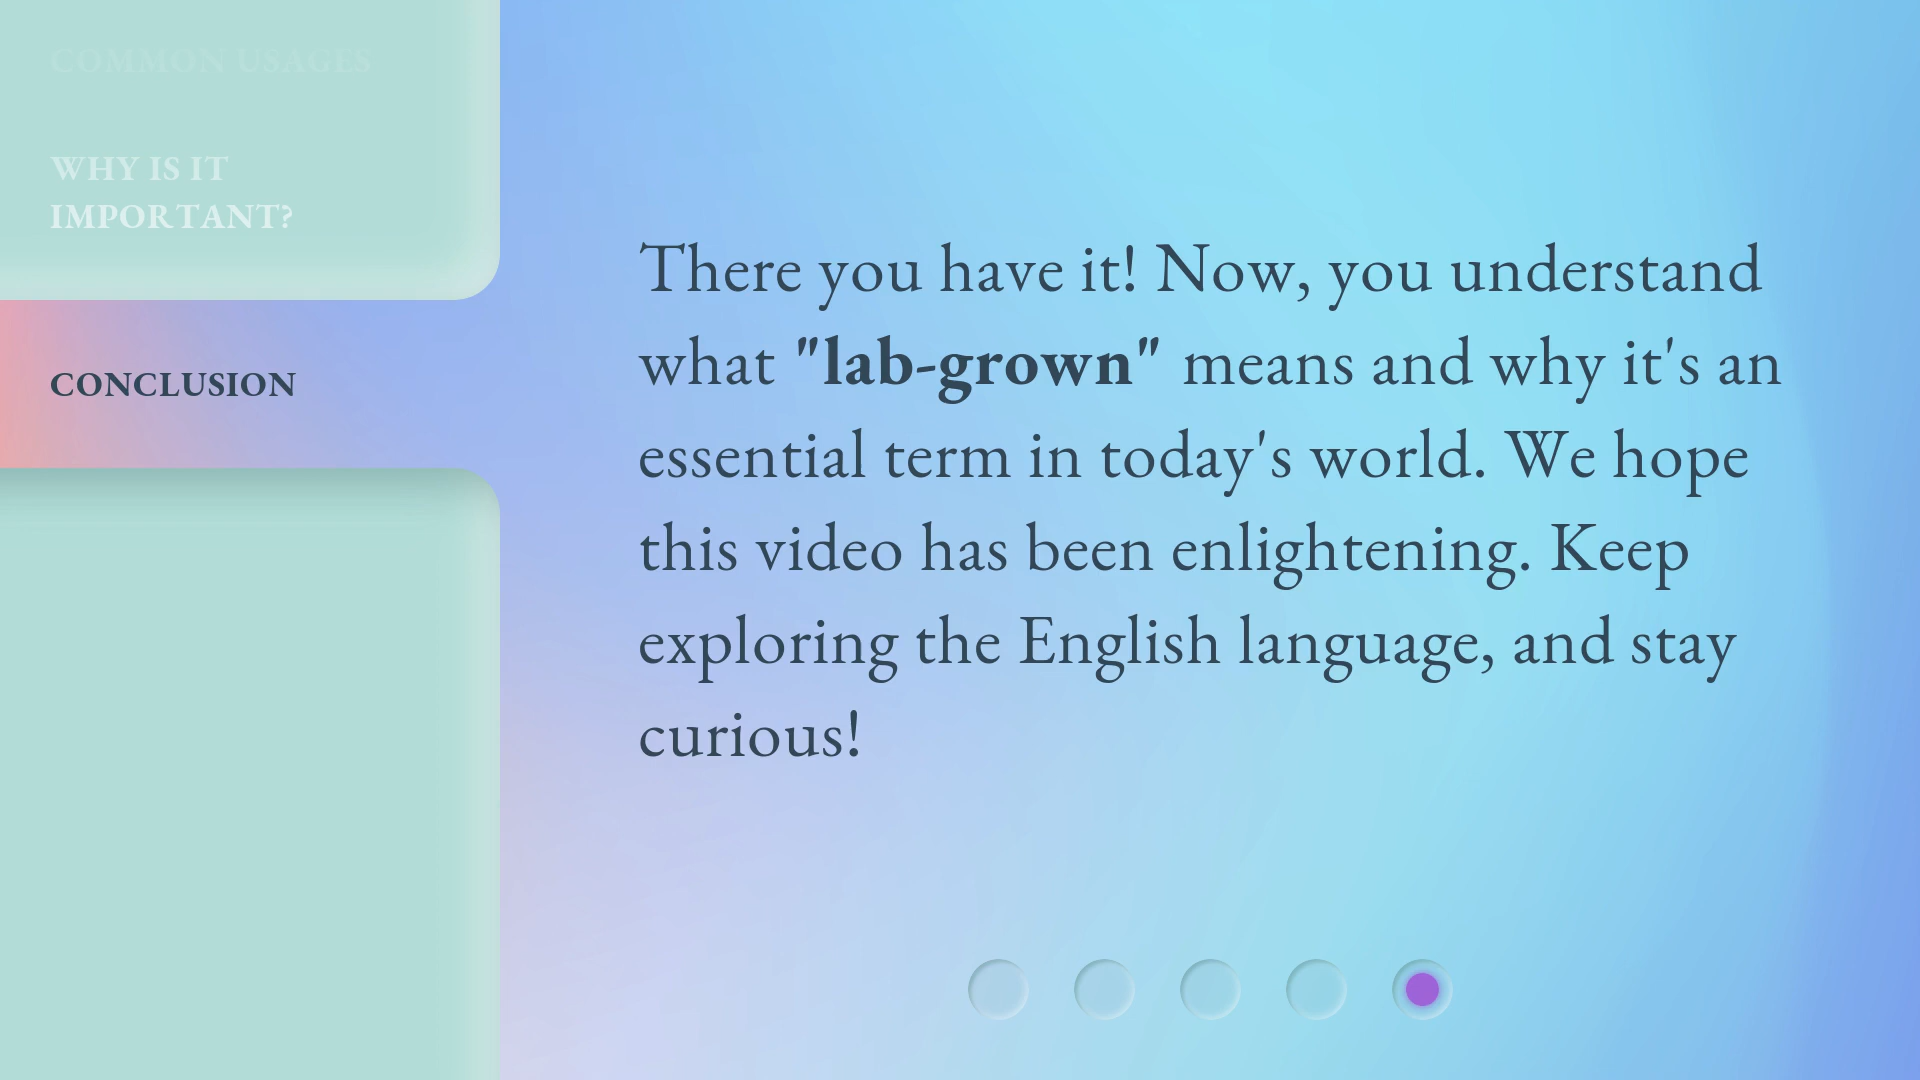 COMMON USAGES
WHY IS IT
IMPORTANT?
CONCLUSION
There you have it! Now, you understand
what "lab-grown" means and why it's an
essential term in today's world. We hope
this video has been enlightening. Keep
exploring the English language, and stay
curious!